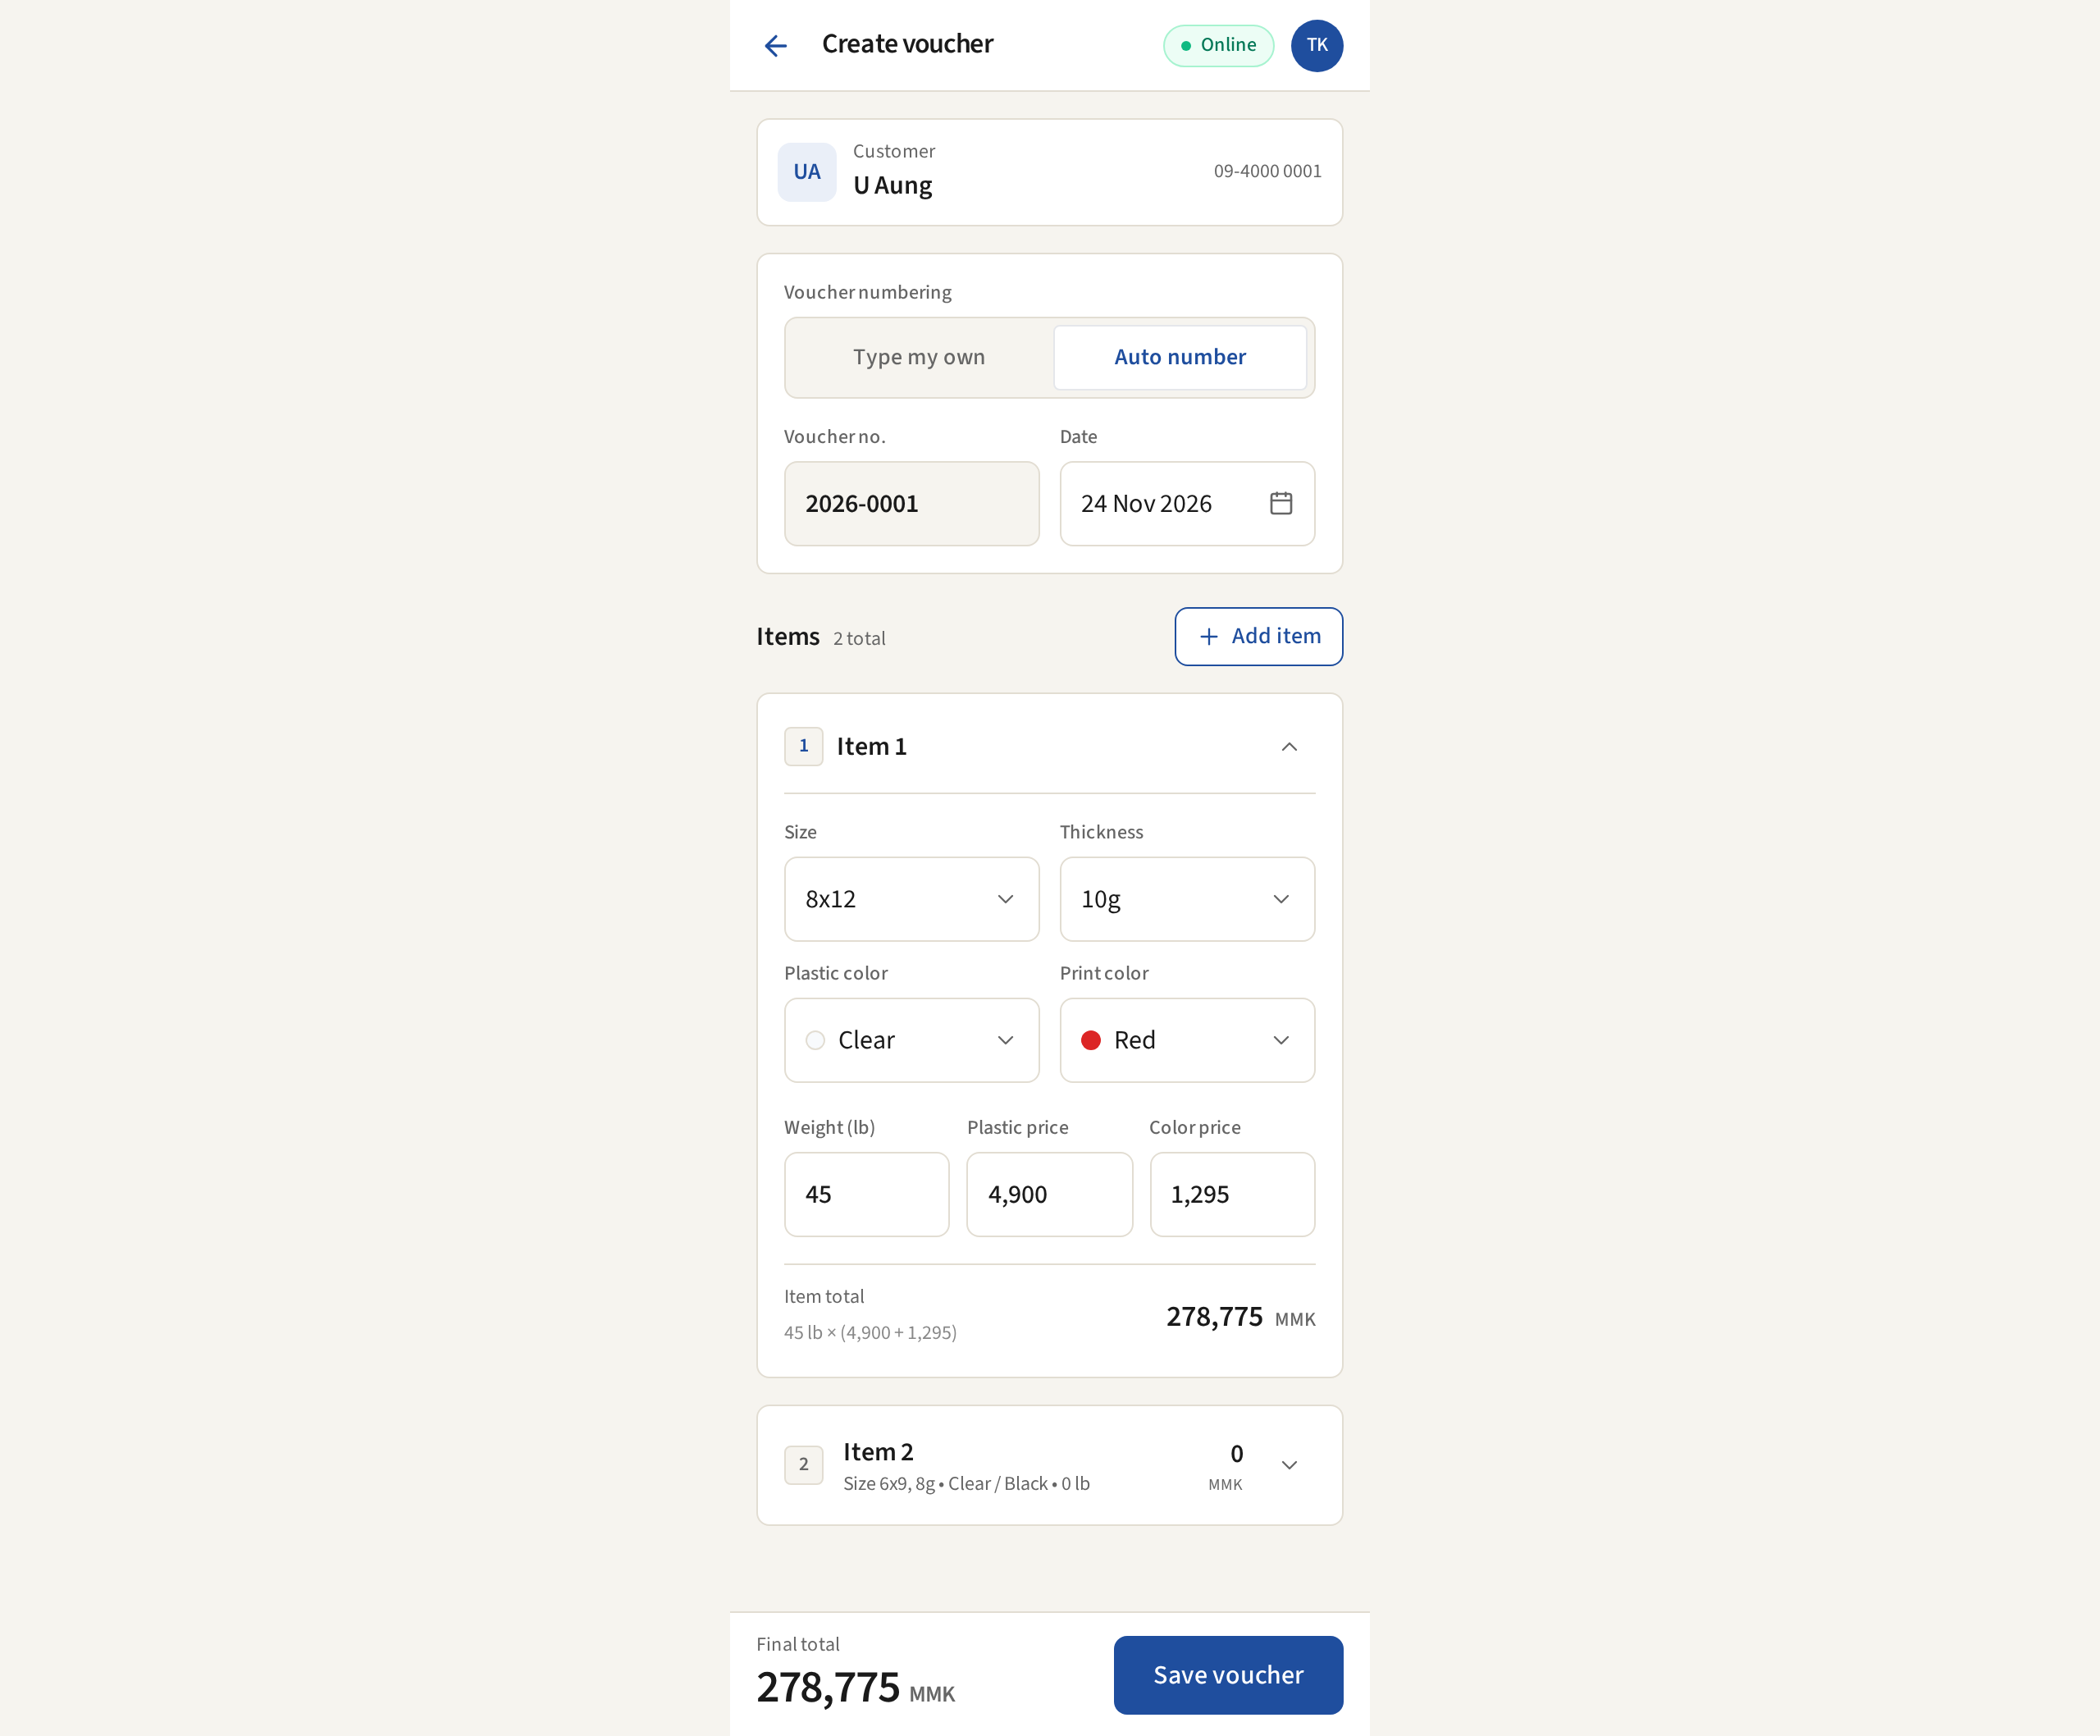 Create voucher
Online
TK
UA
Customer
U Aung
09-4000 0001
Voucher numbering
Type my own
Auto number
Voucher no.
Date
2026-0001
24 Nov 2026
Items
2 total
Add item
1
Item 1
Size
Thickness
8x12
10g
Plastic color
Print color
Clear
Red
Weight (lb)
Plastic price
Color price
45
4,900
1,295
Item total
45 lb × (4,900 + 1,295)
278,775 MMK
2
Item 2
Size 6x9, 8g • Clear / Black • 0 lb
0
MMK
Final total
278,775 MMK
Save voucher